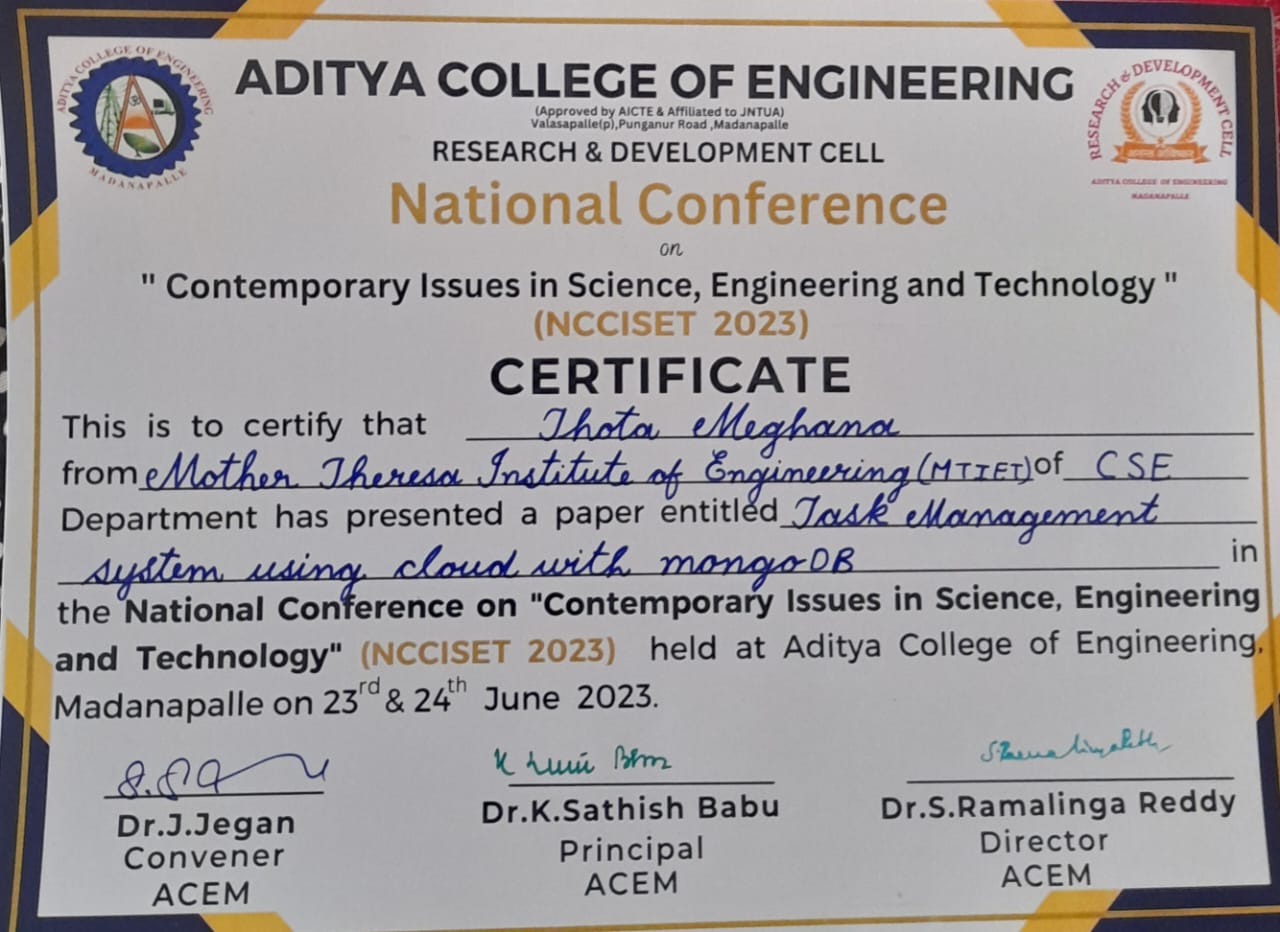 ADITYA COLLEGE OF ENGINEERING
MADANAPALLE
ADITYA COLLEGE OF ENGINEERING
(Approved by AICTE & Affiliated to JNTUA)
Valasapalle(p),Punganur Road ,Madanapalle
RESEARCH & DEVELOPMENT CELL
RESEARCH & DEVELOPMENT CELL
ADITYA COLLEGE OF ENGINEERING
MADANAPALLE
National Conference
on
" Contemporary Issues in Science, Engineering and Technology "
(NCCISET 2023)
CERTIFICATE
This is to certify that Thota Meghana
from Mother Theresa Institute of Engineering (MTIET) of CSE
Department has presented a paper entitled Task Management
system using cloud with mongoDB in
the National Conference on "Contemporary Issues in Science, Engineering
and Technology" (NCCISET 2023) held at Aditya College of Engineering,
Madanapalle on 23rd & 24th June 2023.
Dr.J.Jegan
Convener
ACEM
Dr.K.Sathish Babu
Principal
ACEM
Dr.S.Ramalinga Reddy
Director
ACEM